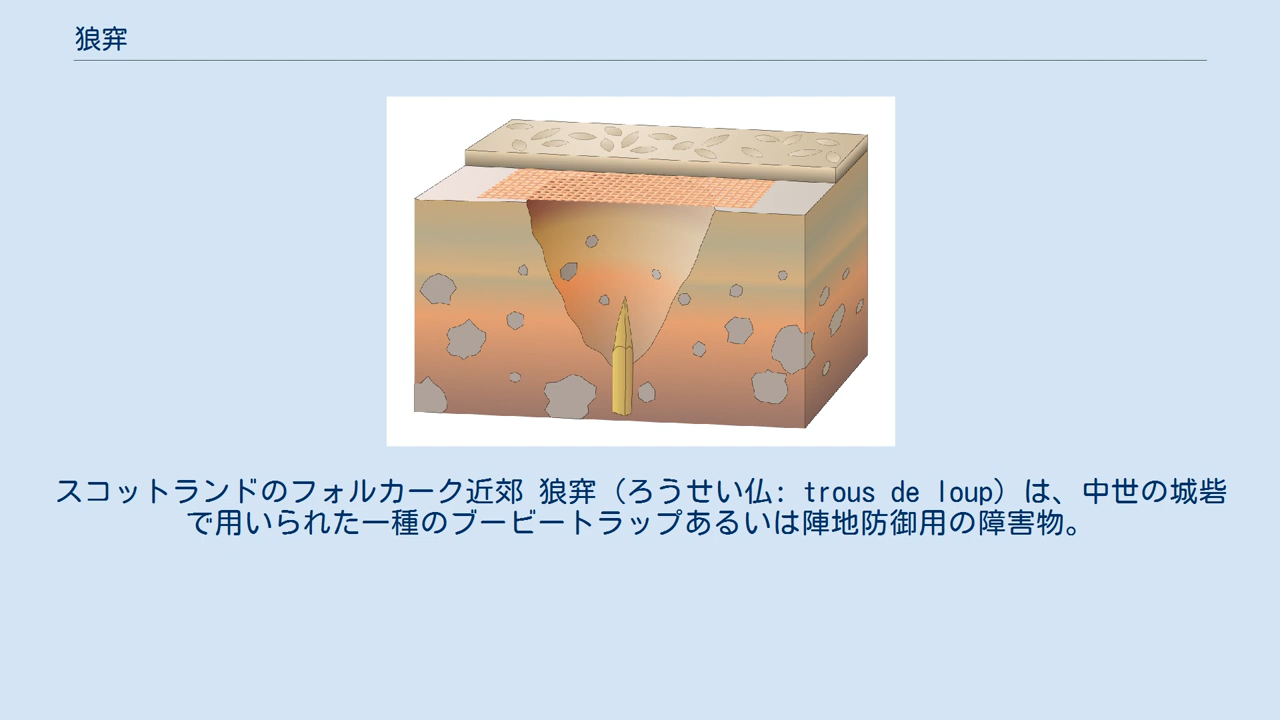 狼穽
スコットランドのフォルカーク近郊 狼穽（ろうせい仏: trous de loup）は、中世の城砦
で用いられた一種のブービートラップあるいは陣地防御用の障害物。